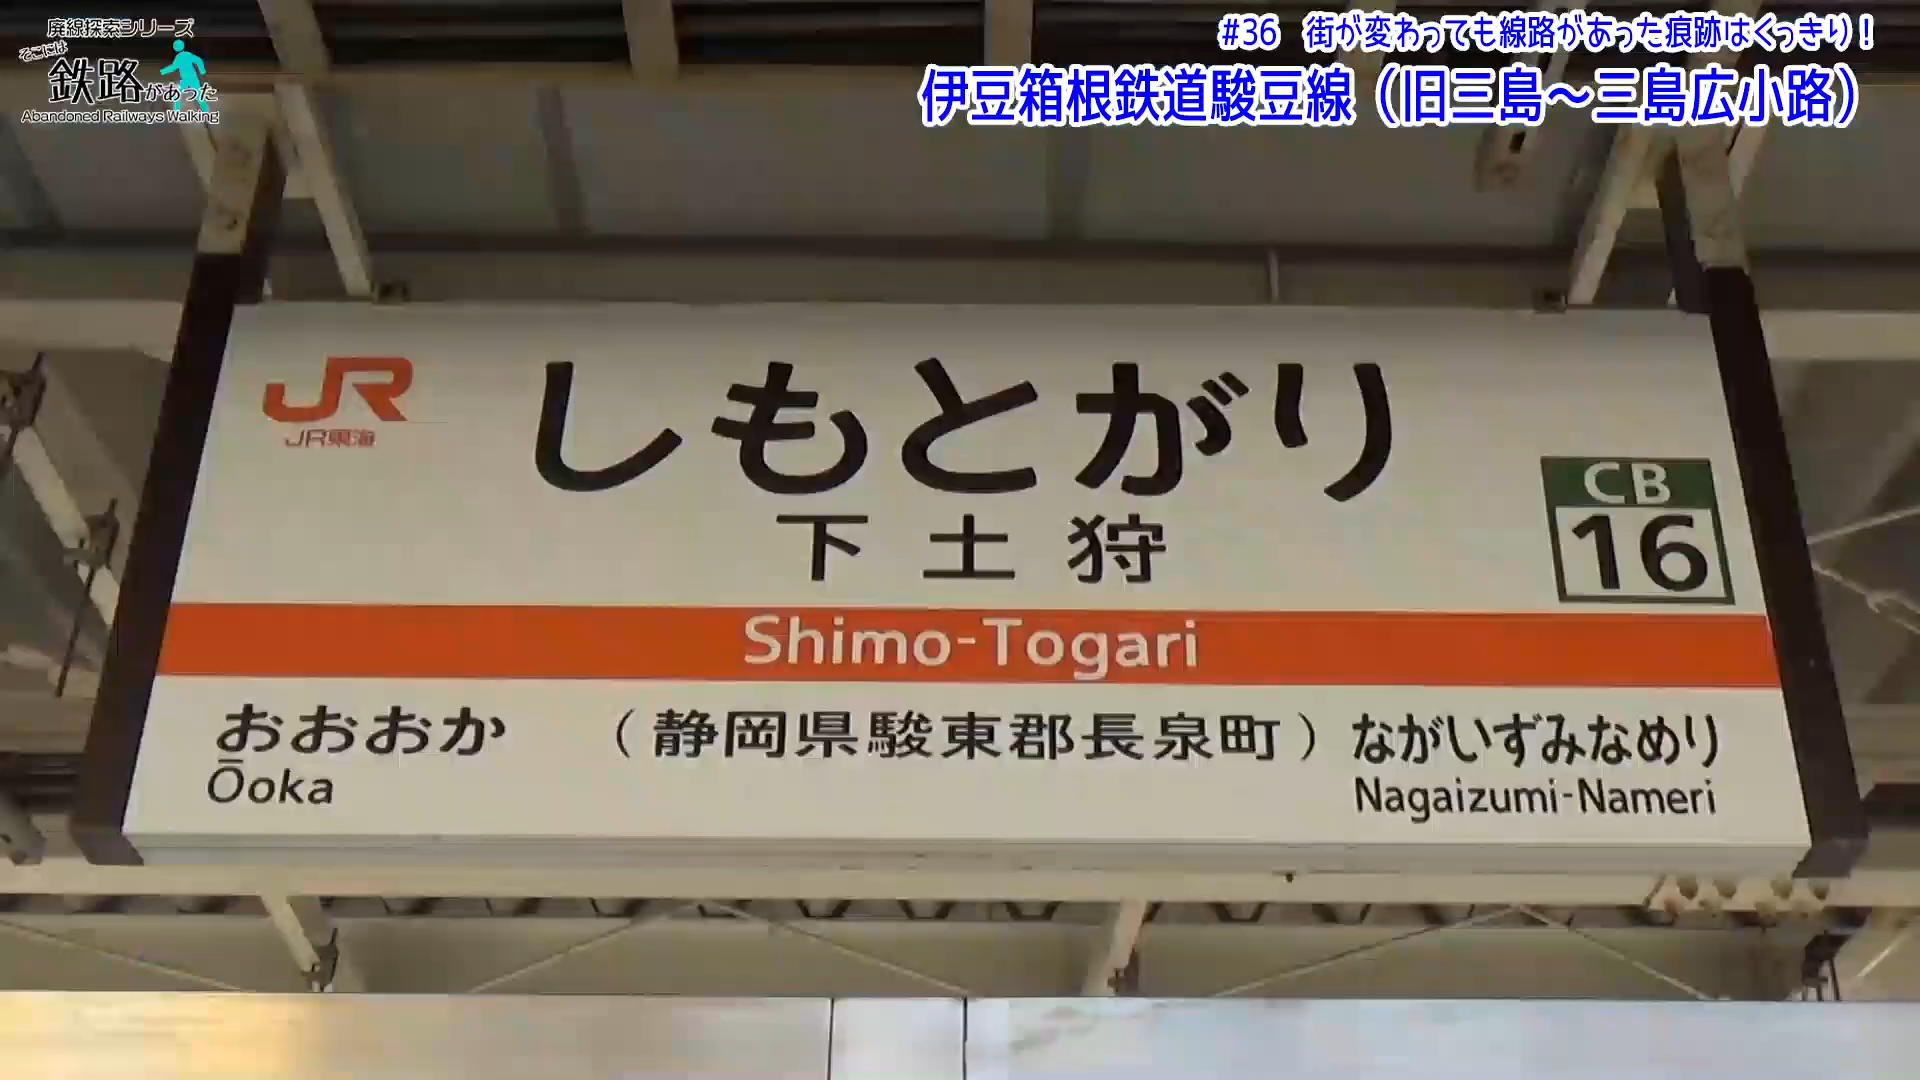 廃線探索シリーズ
そこには
鉄路があった
Abandoned Railways Walking
#36 街が変わっても線路があった痕跡はくっきり！
伊豆箱根鉄道駿豆線（旧三島～三島広小路）
JR
JR東海
しもとがり
下土狩
CB
16
Shimo-Togari
おおおか （静岡県駿東郡長泉町） ながいずみなめり
Ōoka Nagaizumi-Nameri